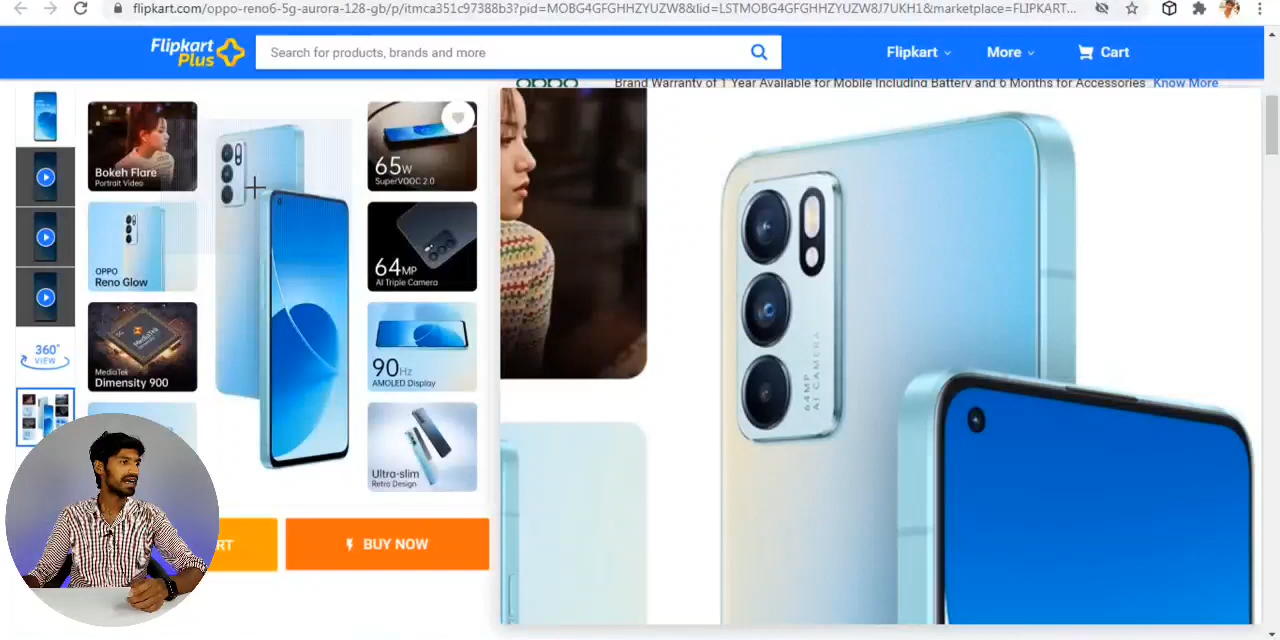 flipkart.com/oppo-reno6-5g-aurora-128-gb/p/itmca351c97388b3?pid=MOBG4GFGHHZYUZW8&lid=LSTMOBG4GFGHHZYUZW8J7UKH1&marketplace=FLIPKART...
Flipkart
Plus
Search for products, brands and more
Flipkart
More
Cart
oppo
Brand Warranty of 1 Year Available for Mobile Including Battery and 6 Months for Accessories Know More
Bokeh Flare
Portrait Video
65W
SuperVOOC 2.0
OPPO
Reno Glow
64MP
AI Triple Camera
MediaTek
MediaTek
Dimensity 900
90Hz
AMOLED Display
Ultra-slim
Retro Design
360°
VIEW
64MP
AI CAMERA
RT
BUY NOW